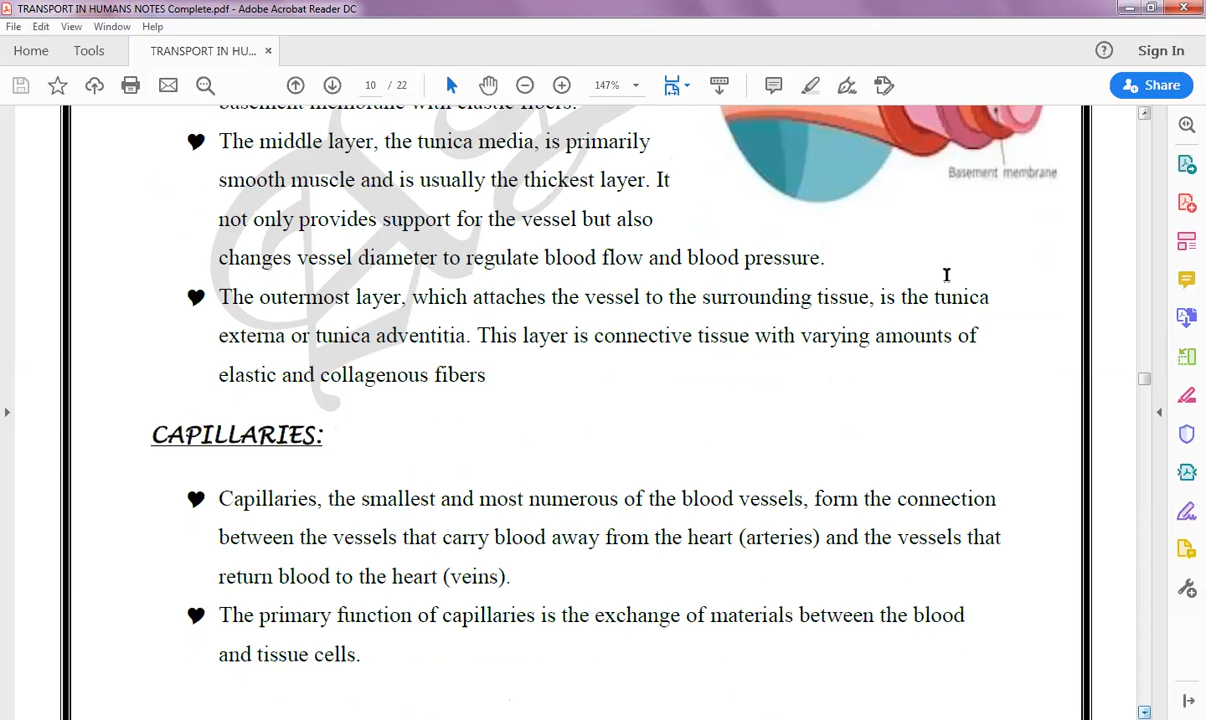 TRANSPORT IN HUMANS NOTES Complete.pdf - Adobe Acrobat Reader DC
File Edit View Window Help
Home Tools TRANSPORT IN HU... × Sign In
10 / 22 147% Share
basement membrane with elastic fibers.
The middle layer, the tunica media, is primarily
smooth muscle and is usually the thickest layer. It
not only provides support for the vessel but also
changes vessel diameter to regulate blood flow and blood pressure.
Basement membrane
The outermost layer, which attaches the vessel to the surrounding tissue, is the tunica
externa or tunica adventitia. This layer is connective tissue with varying amounts of
elastic and collagenous fibers
CAPILLARIES:
Capillaries, the smallest and most numerous of the blood vessels, form the connection
between the vessels that carry blood away from the heart (arteries) and the vessels that
return blood to the heart (veins).
The primary function of capillaries is the exchange of materials between the blood
and tissue cells.